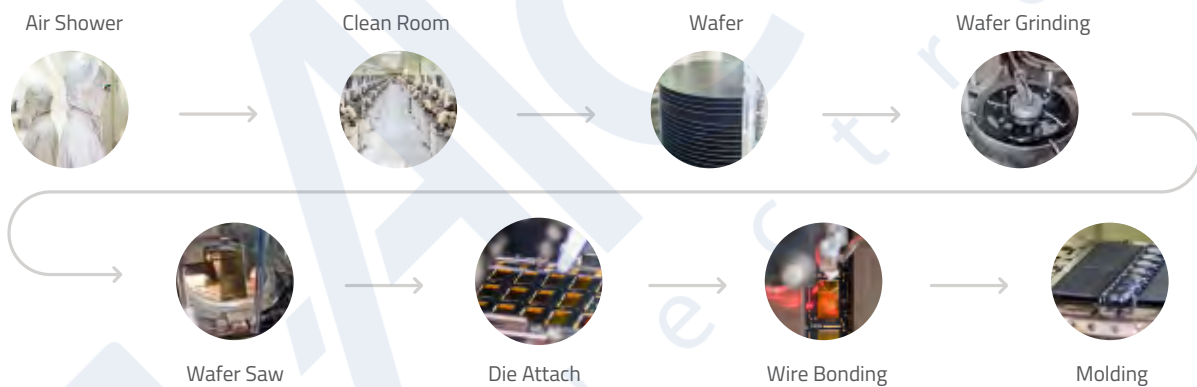 Air Shower
Clean Room
Wafer
Wafer Grinding
Wafer Saw
Die Attach
Wire Bonding
Molding